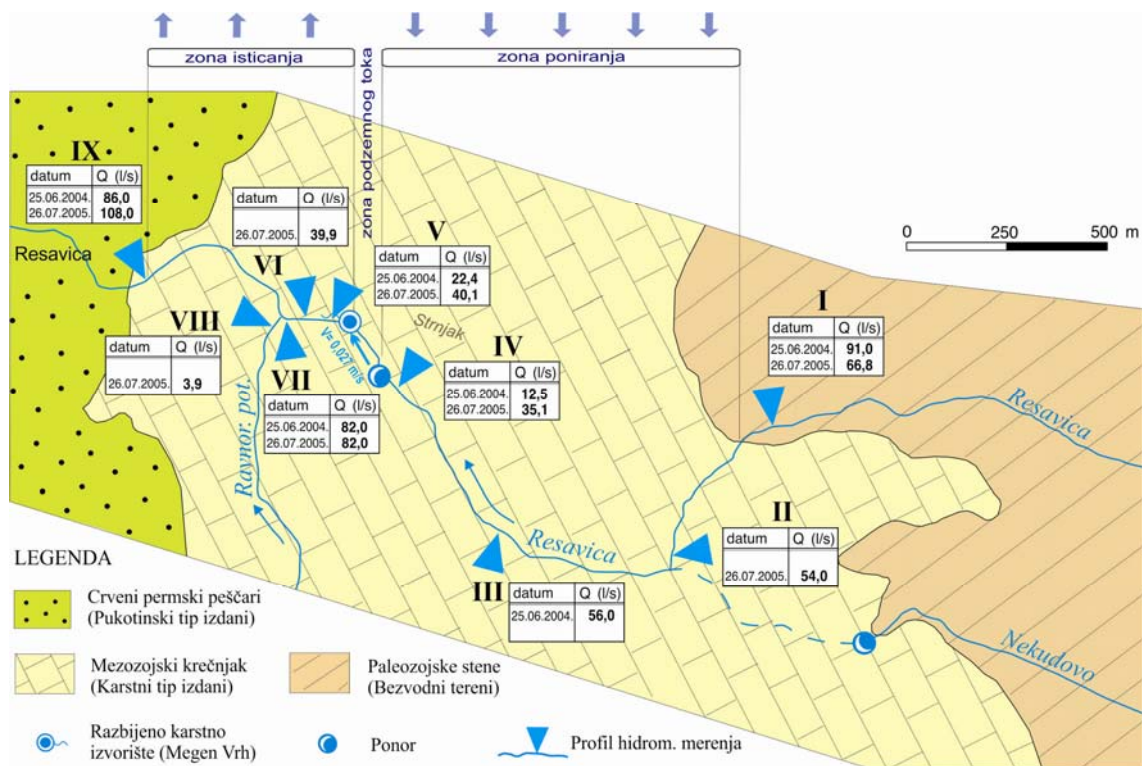 zona isticanja
zona podzemnog toka
zona poniranja
IX
datum Q (l/s)
25.06.2004. 86,0
26.07.2005. 108,0
Resavica
datum Q (l/s)
26.07.2005. 39,9
VI
V
datum Q (l/s)
25.06.2004. 22,4
26.07.2005. 40,1
0 250 500 m
Strnjak
V= 0,027 m/s
VIII
datum Q (l/s)
26.07.2005. 3,9
VII
datum Q (l/s)
25.06.2004. 82,0
26.07.2005. 82,0
IV
datum Q (l/s)
25.06.2004. 12,5
26.07.2005. 35,1
I
datum Q (l/s)
25.06.2004. 91,0
26.07.2005. 66,8
Resavica
Ravnor. pot.
Resavica
II
datum Q (l/s)
26.07.2005. 54,0
III
datum Q (l/s)
25.06.2004. 56,0
Nekudovo
LEGENDA
Crveni permski peščari
(Pukotinski tip izdani)
Mezozojski krečnjak
(Karstni tip izdani)
Paleozojske stene
(Bezvodni tereni)
Razbijeno karstno
izvorište (Megen Vrh)
Ponor
Profil hidrom. merenja